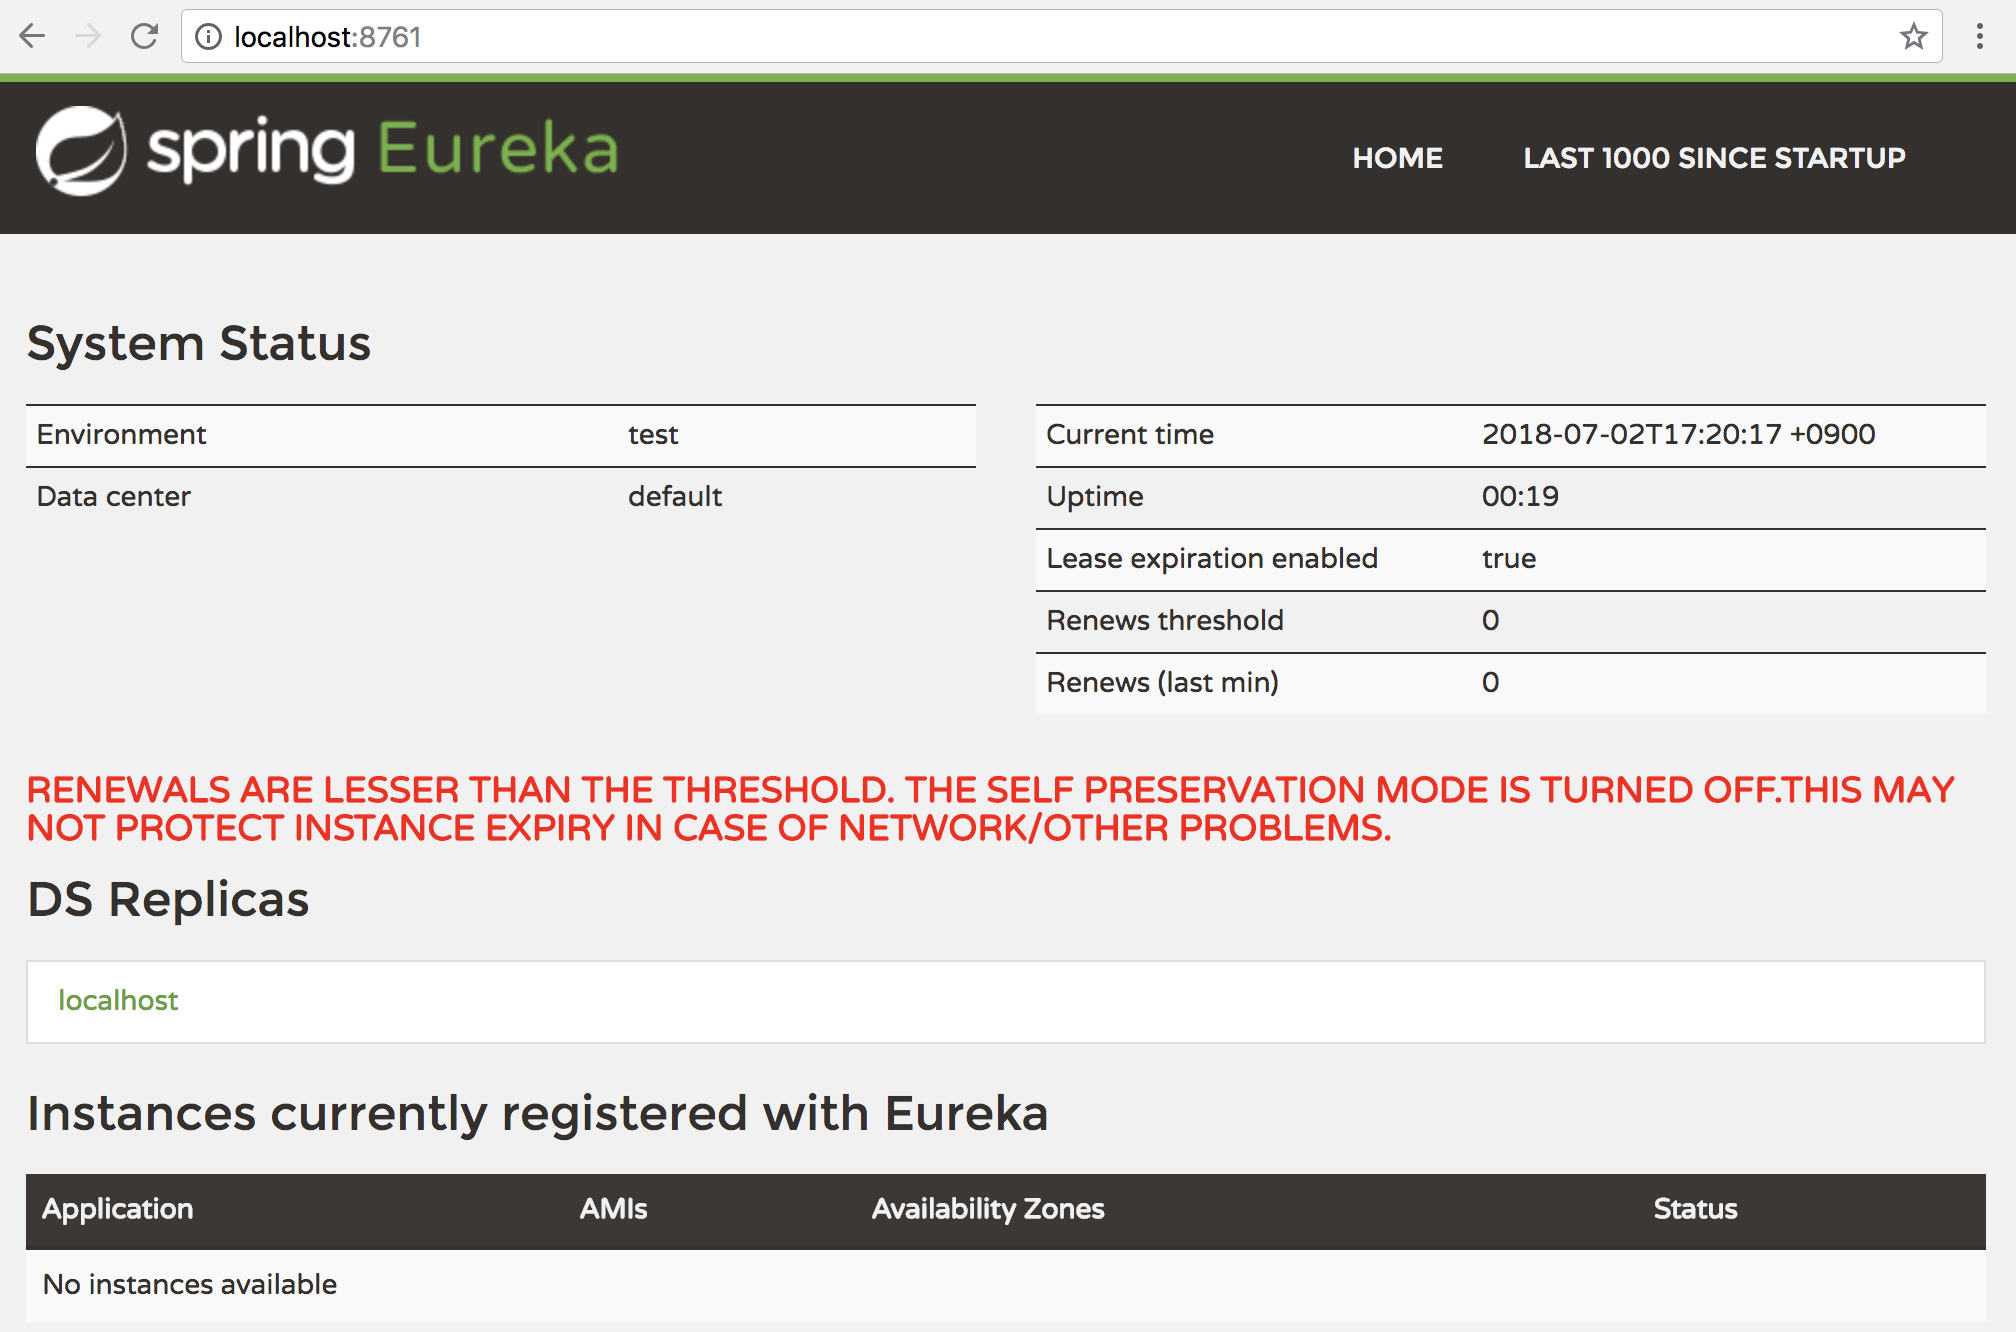 localhost:8761
spring Eureka
HOME LAST 1000 SINCE STARTUP
System Status
Environment test
Data center default
Current time 2018-07-02T17:20:17 +0900
Uptime 00:19
Lease expiration enabled true
Renews threshold 0
Renews (last min) 0
RENEWALS ARE LESSER THAN THE THRESHOLD. THE SELF PRESERVATION MODE IS TURNED OFF.THIS MAY
NOT PROTECT INSTANCE EXPIRY IN CASE OF NETWORK/OTHER PROBLEMS.
DS Replicas
localhost
Instances currently registered with Eureka
Application AMIs Availability Zones Status
No instances available